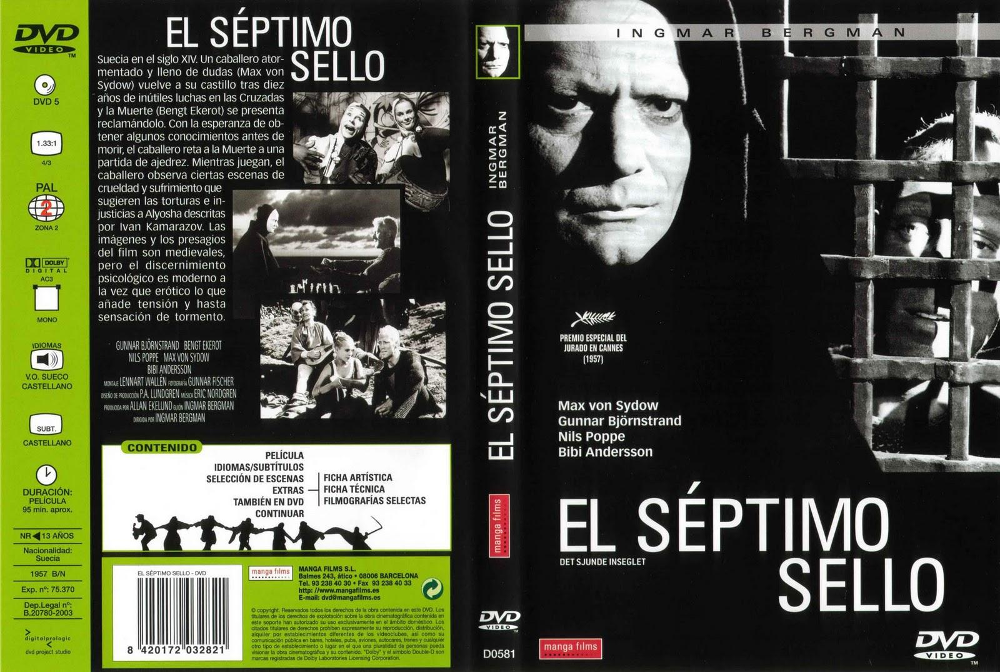 DVD
VIDEO
TM
DVD 5
1.33:1
4/3
PAL
2
ZONA 2
DOLBY
DIGITAL
AC3
MONO
IDIOMAS
V.O. SUECO
CASTELLANO
SUBT.
CASTELLANO
DURACIÓN:
PELÍCULA
95 min. aprox.
NR ◀ 13 AÑOS
Nacionalidad:
Suecia
1957 B/N
Exp. nº: 75.370
Dep.Legal nº:
B.20780-2003
digitalprologic
dvd project studio
EL SÉPTIMO
SELLO
Suecia en el siglo XIV. Un caballero ator-
mentado y lleno de dudas (Max von
Sydow) vuelve a su castillo tras diez
años de inútiles luchas en las Cruzadas
y la Muerte (Bengt Ekerot) se presenta
reclamándolo. Con la esperanza de ob-
tener algunos conocimientos antes de
morir, el caballero reta a la Muerte a una
partida de ajedrez. Mientras juegan, el
caballero observa ciertas escenas de
crueldad y sufrimiento que
sugieren las torturas e in-
justicias a Alyosha descritas
por Ivan Kamarazov. Las
imágenes y los presagios
del film son medievales,
pero el discernimiento
psicológico es moderno a
la vez que erótico lo que
añade tensión y hasta
sensación de tormento.
GUNNAR BJÖRNSTRAND BENGT EKEROT
NILS POPPE MAX VON SYDOW
BIBI ANDERSSON
MONTAJE LENNART WALLÉN FOTOGRAFÍA GUNNAR FISCHER
DISEÑO DE PRODUCCIÓN P.A. LUNDGREN MÚSICA ERIC NORDGREN
PRODUCIDA POR ALLAN EKELUND GUIÓN INGMAR BERGMAN
DIRIGIDA POR INGMAR BERGMAN
CONTENIDO
PELÍCULA
IDIOMAS/SUBTÍTULOS
SELECCIÓN DE ESCENAS
EXTRAS
TAMBIÉN EN DVD
CONTINUAR
FICHA ARTÍSTICA
FICHA TÉCNICA
FILMOGRAFÍAS SELECTAS
EL SÉPTIMO SELLO - DVD
8 420172 032821
manga films
MANGA FILMS S.L.
Balmes 243, ático • 08006 BARCELONA
Tel. 93 238 40 30 • Fax 93 238 40 33
http: //www.mangafilms.es
E-mail: dvd@mangafilms.es
© copyright. Reservados todos los derechos de la obra contenida en este DVD. Los
titulares de los derechos de explotación sobre la obra cinematográfica contenida en
este soporte han autorizado su uso exclusivamente en el ámbito doméstico. Los
citados titulares de derechos prohiben expresamente su reproducción, distribución,
alquiler por establecimientos diferentes de los videoclubes, así como su
comunicación pública en bares, hoteles, pubs, aviones, autocares, trenes y cualquier
otro tipo de establecimiento o lugar en el que una pluralidad de personas pueda
visionar la obra cinematográfica y su contenido. "Dolby" y el símbolo Double-D son
marcas registradas de Dolby Laboratories Licensing Corporation.
INGMAR
BERGMAN
EL SÉPTIMO SELLO
manga films
DVD
VIDEO
TM
D0581
INGMAR BERGMAN
PREMIO ESPECIAL DEL
JURADO EN CANNES
(1957)
Max von Sydow
Gunnar Björnstrand
Nils Poppe
Bibi Andersson
EL SÉPTIMO
SELLO
DET SJUNDE INSEGLET
manga films
DVD
VIDEO
TM